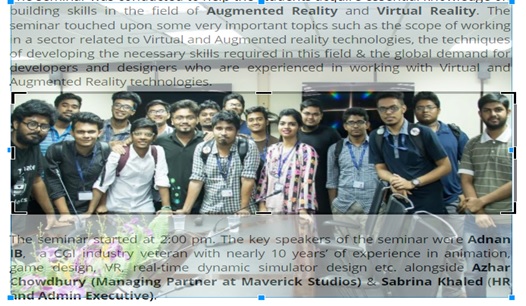 building skills in the field of Augmented Reality and Virtual Reality. The
seminar touched upon some very important topics such as the scope of working
in a sector related to Virtual and Augmented reality technologies, the techniques
of developing the necessary skills required in this field & the global demand for
developers and designers who are experienced in working with Virtual and
Augmented Reality technologies.
The seminar started at 2:00 pm. The key speakers of the seminar were Adnan
IB, a CGI industry veteran with nearly 10 years' of experience in animation,
game design, VR, real-time dynamic simulator design etc. alongside Azhar
Chowdhury (Managing Partner at Maverick Studios) & Sabrina Khaled (HR
and Admin Executive).